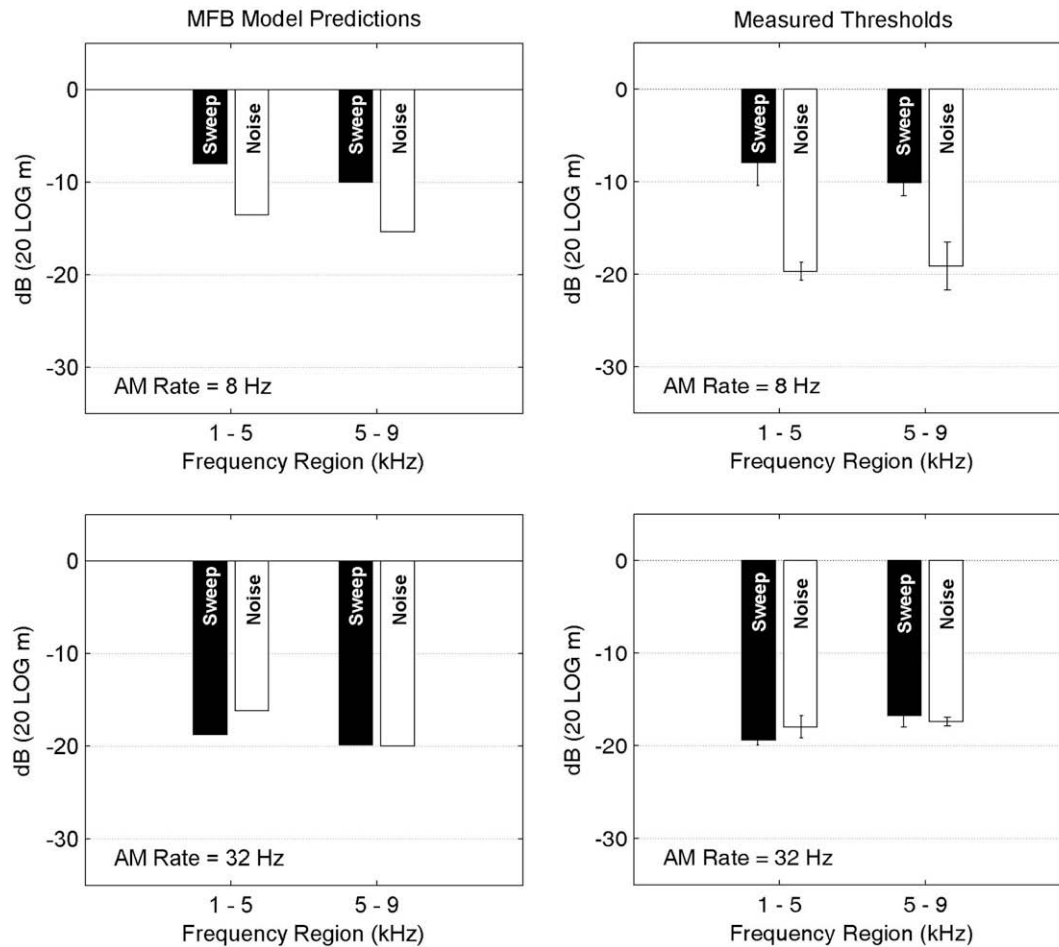 MFB Model Predictions
0
-10
-20
-30
dB (20 LOG m)
Sweep
Noise
Sweep
Noise
AM Rate = 8 Hz
1 - 5
5 - 9
Frequency Region (kHz)
Measured Thresholds
0
-10
-20
-30
dB (20 LOG m)
Sweep
Noise
Sweep
Noise
AM Rate = 8 Hz
1 - 5
5 - 9
Frequency Region (kHz)
0
-10
-20
-30
dB (20 LOG m)
Sweep
Noise
Sweep
Noise
AM Rate = 32 Hz
1 - 5
5 - 9
Frequency Region (kHz)
0
-10
-20
-30
dB (20 LOG m)
Sweep
Noise
Sweep
Noise
AM Rate = 32 Hz
1 - 5
5 - 9
Frequency Region (kHz)